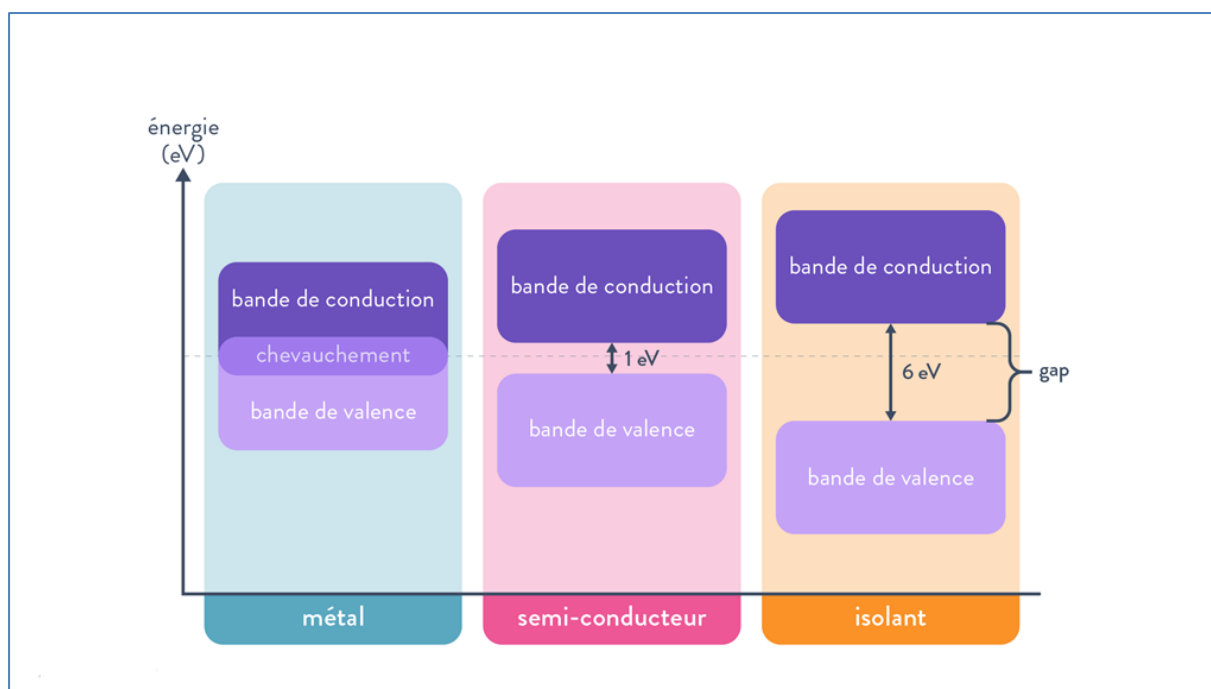 énergie
(eV)
bande de conduction
chevauchement
bande de valence
bande de conduction
1 eV
bande de valence
bande de conduction
6 eV
gap
bande de valence
métal
semi-conducteur
isolant